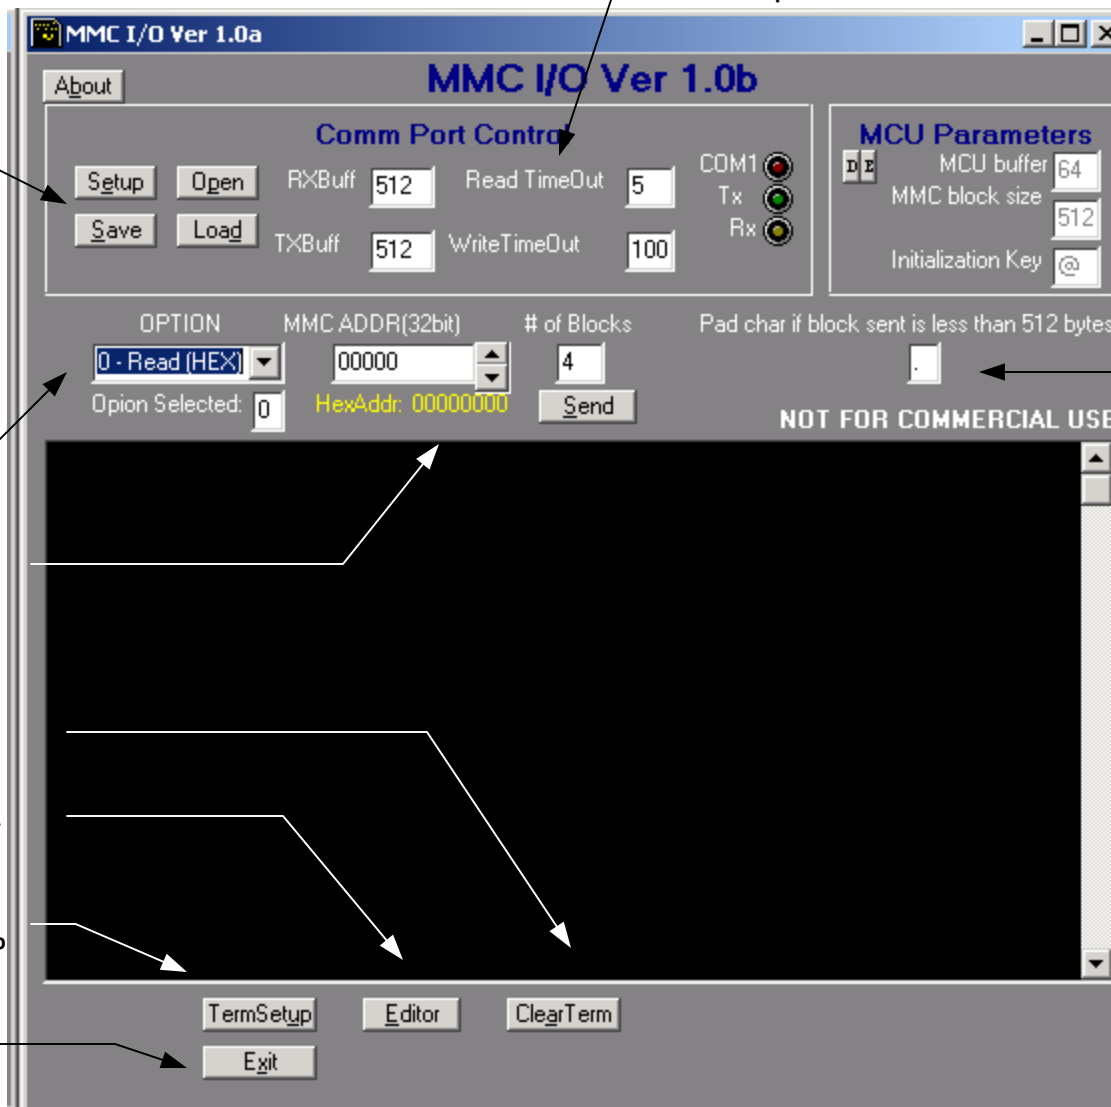 MMC I/O Ver 1.0a
About
MMC I/O Ver 1.0b
Comm Port Control
MCU Parameters
Setup
Open
RXBuff
512
Read TimeOut
5
COM1
Tx
Rx
D
E
MCU buffer
64
MMC block size
512
Save
Load
TXBuff
512
WriteTimeOut
100
Initialization Key
@
OPTION
MMC ADDR(32bit)
# of Blocks
Pad char if block sent is less than 512 bytes
0 - Read (HEX)
00000
4
.
Opion Selected:
0
HexAddr: 00000000
Send
NOT FOR COMMERCIAL USE
TermSetup
Editor
ClearTerm
Exit